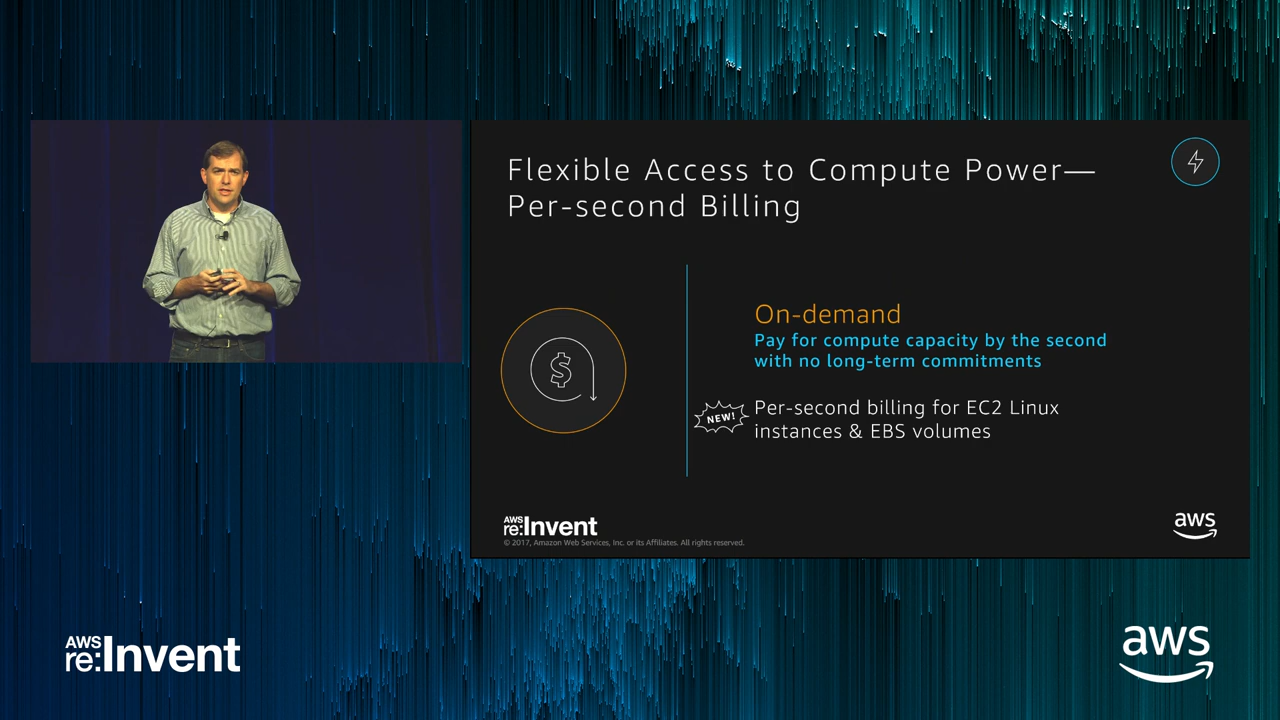 Flexible Access to Compute Power—
Per-second Billing
On-demand
Pay for compute capacity by the second
with no long-term commitments
NEW!
Per-second billing for EC2 Linux
instances & EBS volumes
$
AWS
re:Invent
© 2017, Amazon Web Services, Inc. or its Affiliates. All rights reserved.
aws
AWS
re:Invent
aws